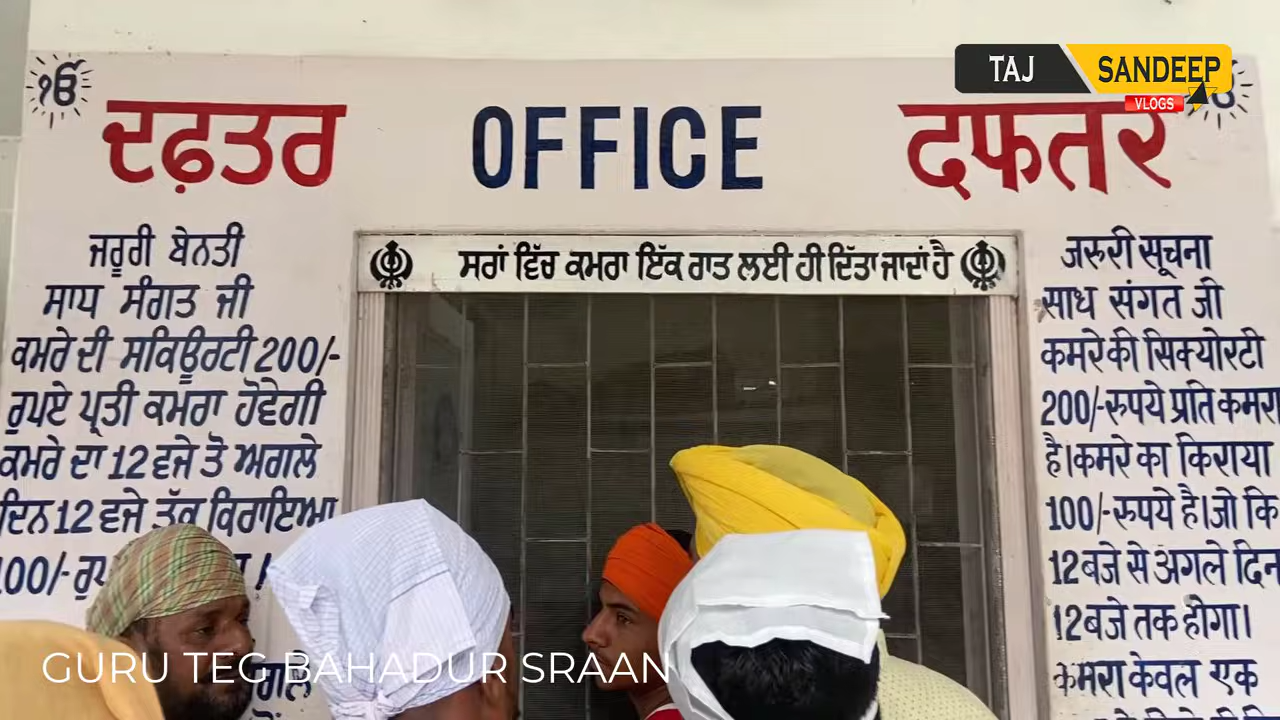 TAJ SANDEEP
VLOGS
ੴ
ਦਫ਼ਤਰ OFFICE दफतर
ਸਰਾਂ ਵਿੱਚ ਕਮਰਾ ਇੱਕ ਰਾਤ ਲਈ ਹੀ ਦਿੱਤਾ ਜਾਦਾਂ ਹੈ
ਜਰੂਰੀ ਬੇਨਤੀ
ਸਾਧ ਸੰਗਤ ਜੀ
ਕਮਰੇ ਦੀ ਸਕਿਊਰਟੀ 200/-
ਰੁਪਏ ਪ੍ਰਤੀ ਕਮਰਾ ਹੋਵੇਗੀ
ਕਮਰੇ ਦਾ 12 ਵਜੇ ਤੋ ਅਗਲੇ
ਦਿਨ 12 ਵਜੇ ਤੱਕ ਕਿਰਾਇਆ
100/-
जरुरी सूचना
साध संगत जी
कमरे की सिक्योरटी
200/-रुपये प्रति कमरा
है।कमरे का किराया
100/-रुपये है।जो कि
12 बजे से अगले दिन
12 बजे तक होगा।
कमरा केवल एक
GURU TEG BAHADUR SRAAN